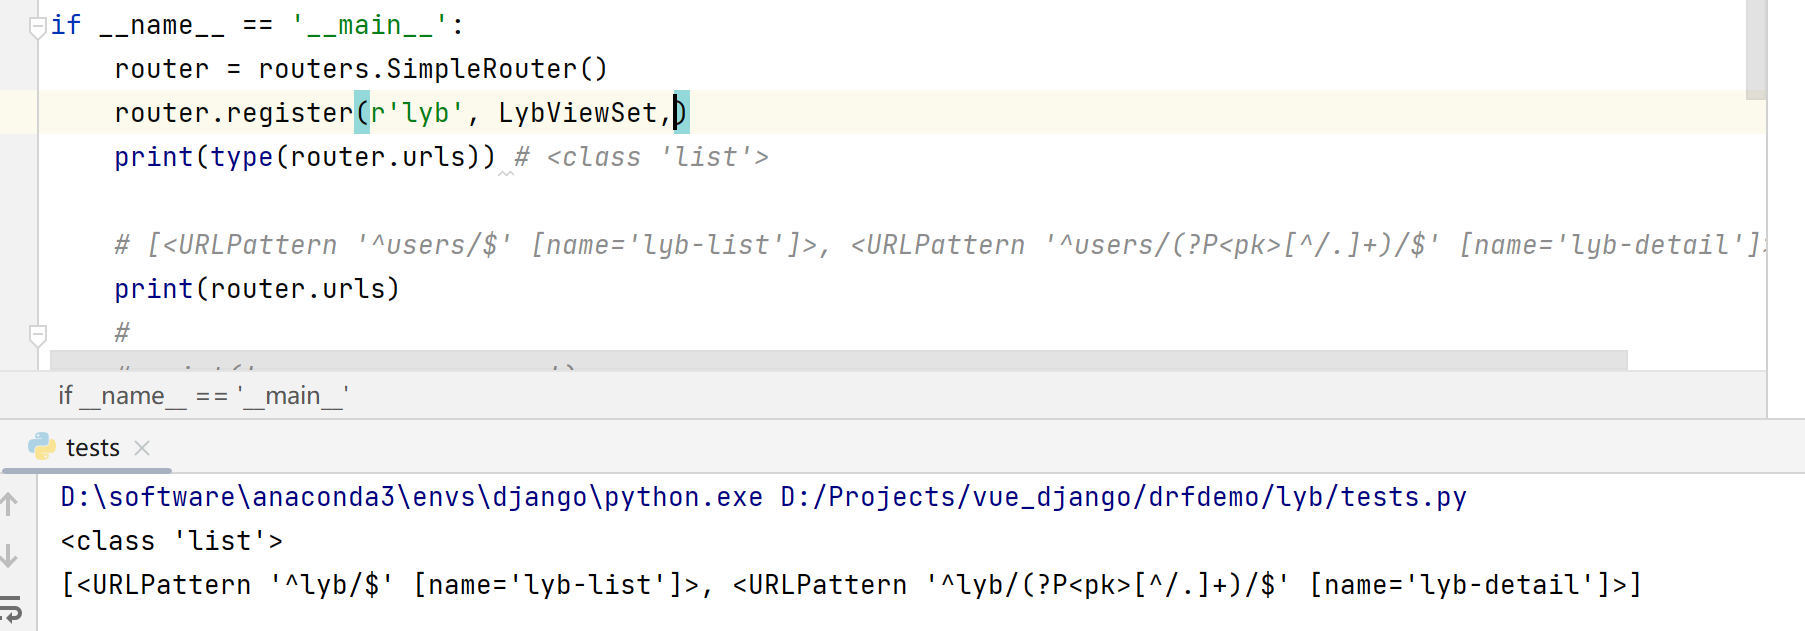 if __name__ == '__main__':
router = routers.SimpleRouter()
router.register(r'lyb', LybViewSet,)
print(type(router.urls)) # <class 'list'>
# [<URLPattern '^users/$' [name='lyb-list']>, <URLPattern '^users/(?P<pk>[^/.]+)/$' [name='lyb-detail']>
print(router.urls)
#
if __name__ == '__main__'
tests
D:\software\anaconda3\envs\django\python.exe D:/Projects/vue_django/drfdemo/lyb/tests.py
<class 'list'>
[<URLPattern '^lyb/$' [name='lyb-list']>, <URLPattern '^lyb/(?P<pk>[^/.]+)/$' [name='lyb-detail']>]